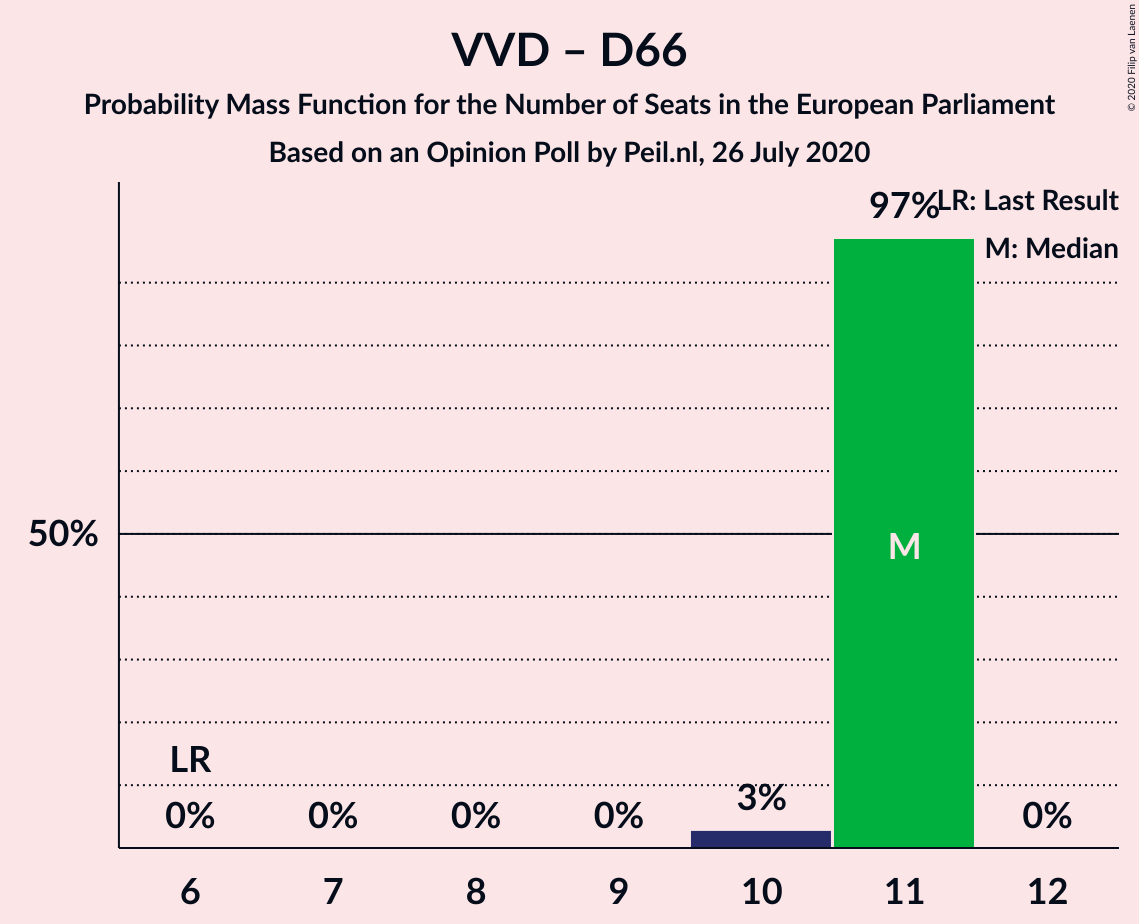 VVD – D66
Probability Mass Function for the Number of Seats in the European Parliament
Based on an Opinion Poll by Peil.nl, 26 July 2020
© 2020 Filip van Laenen
97%
LR: Last Result
M: Median
50%
M
LR
0%
0%
0%
0%
3%
0%
6
7
8
9
10
11
12